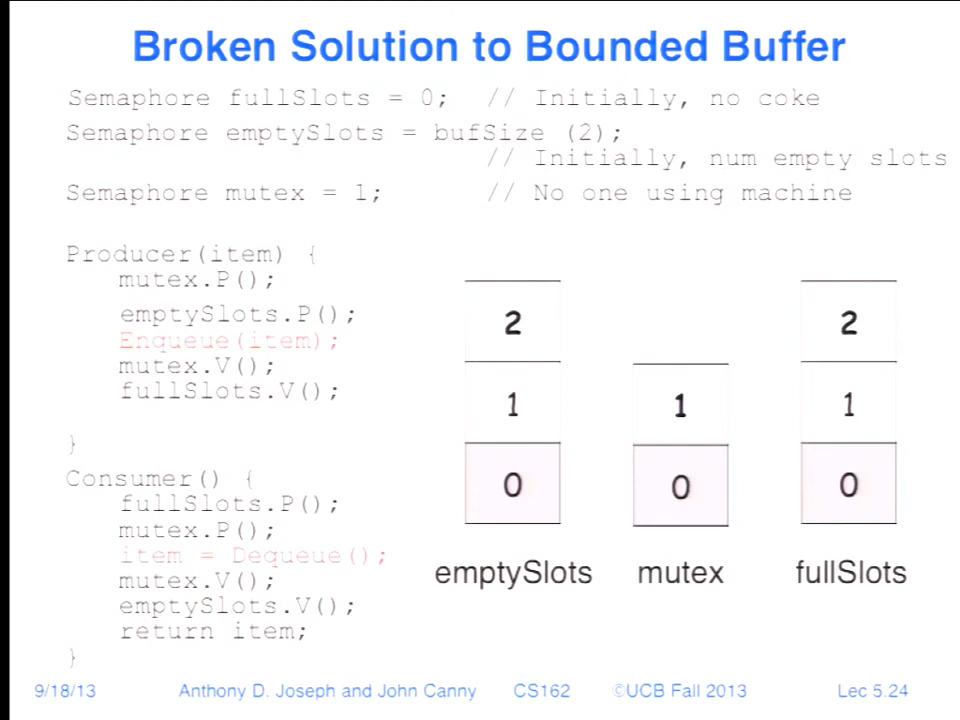 Broken Solution to Bounded Buffer
Semaphore fullSlots = 0; // Initially, no coke
Semaphore emptySlots = bufSize (2);
// Initially, num empty slots
Semaphore mutex = 1; // No one using machine
Producer(item) {
mutex.P();
emptySlots.P();
Enqueue(item);
mutex.V();
fullSlots.V();
}
Consumer() {
fullSlots.P();
mutex.P();
item = Dequeue();
mutex.V();
emptySlots.V();
return item;
}
2 2
1 1 1
0 0 0
emptySlots mutex fullSlots
9/18/13 Anthony D. Joseph and John Canny CS162 ©UCB Fall 2013 Lec 5.24